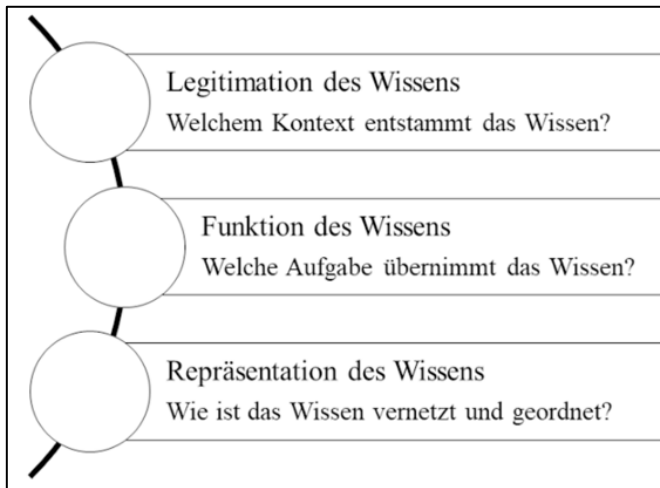 Legitimation des Wissens
Welchem Kontext entstammt das Wissen?
Funktion des Wissens
Welche Aufgabe übernimmt das Wissen?
Repräsentation des Wissens
Wie ist das Wissen vernetzt und geordnet?